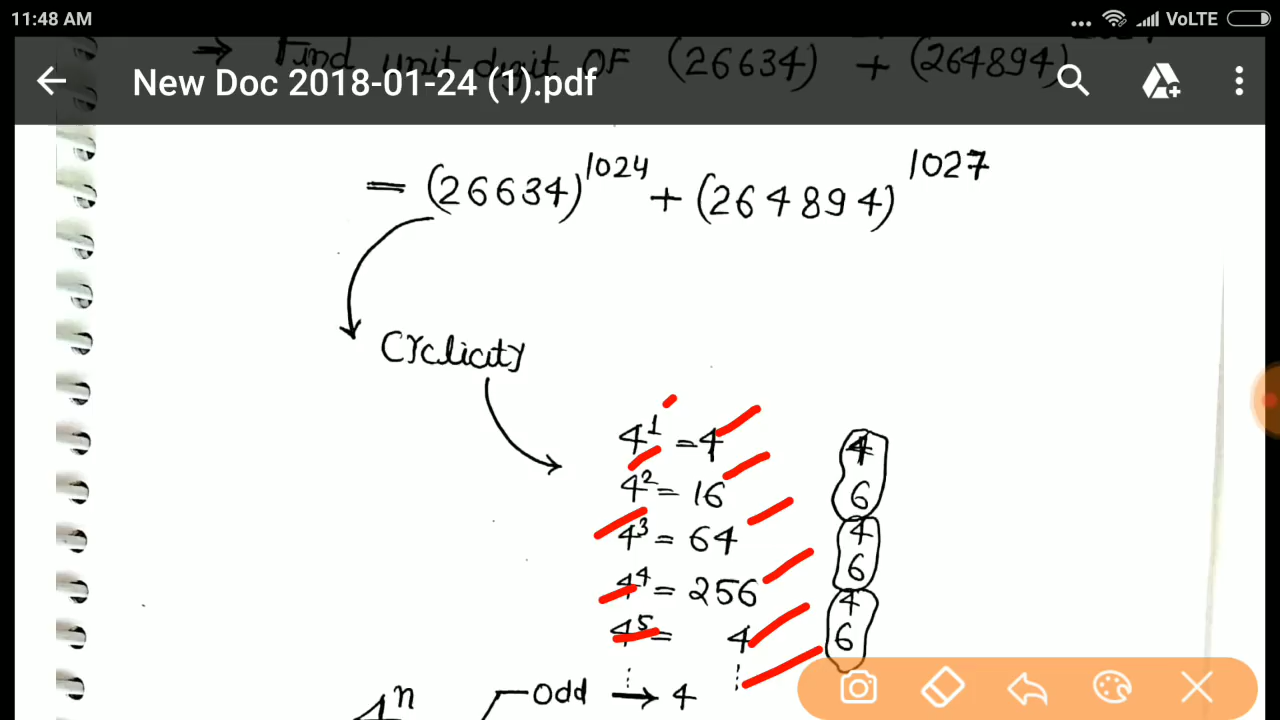 11:48 AM
VoLTE
→ Find unit digit OF (26634) + (264894)
New Doc 2018-01-24 (1).pdf
= (26634)^1024 + (264894)^1027
Cyclicity
4^1 = 4 4
4^2 = 16 6
4^3 = 64 4
4^4 = 256 6
4^5 = 4 4
6
4^n Odd → 4